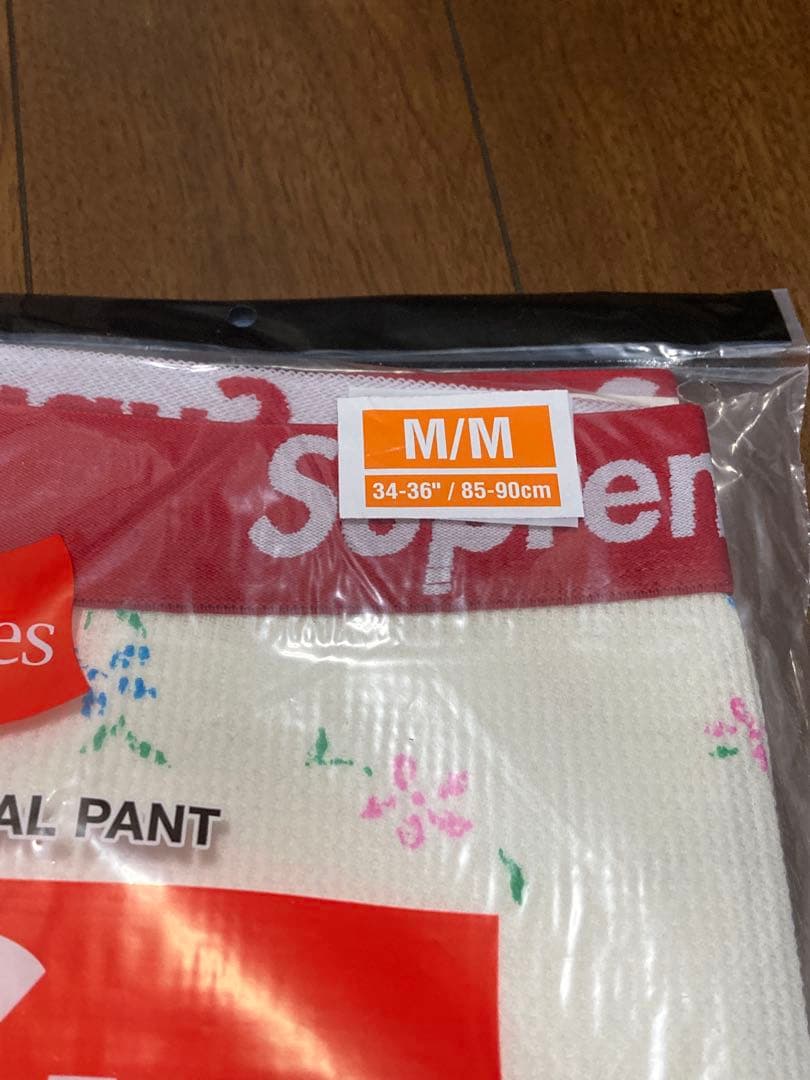 M/M
34-36" / 85-90cm
Supren
es
AL PANT